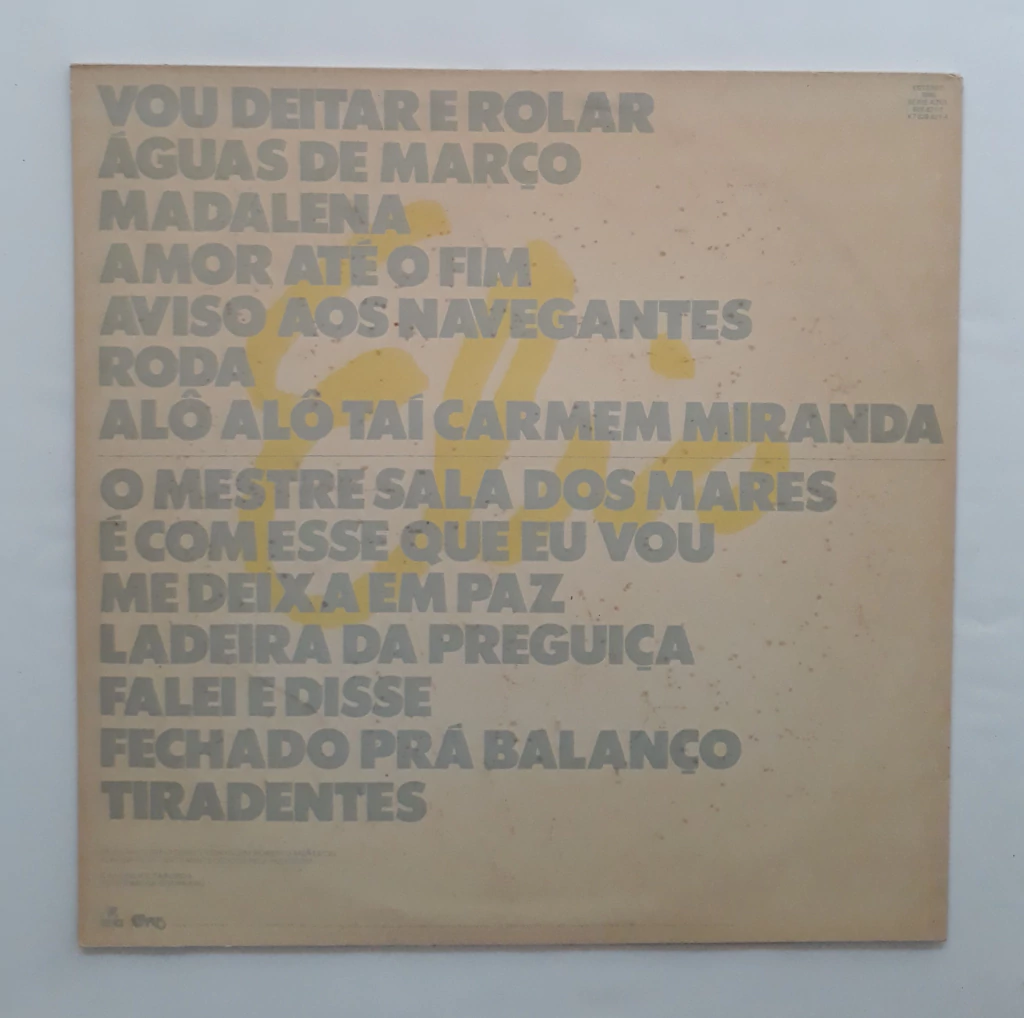 VOU DEITAR E ROLAR
ÁGUAS DE MARÇO
MADALENA
AMOR ATÉ O FIM
AVISO AOS NAVEGANTES
RODA
ALÔ ALÔ TAÍ CARMEM MIRANDA
Elis
O MESTRE SALA DOS MARES
É COM ESSE QUE EU VOU
ME DEIXA EM PAZ
LADEIRA DA PREGUIÇA
FALEI E DISSE
FECHADO PRÁ BALANÇO
TIRADENTES